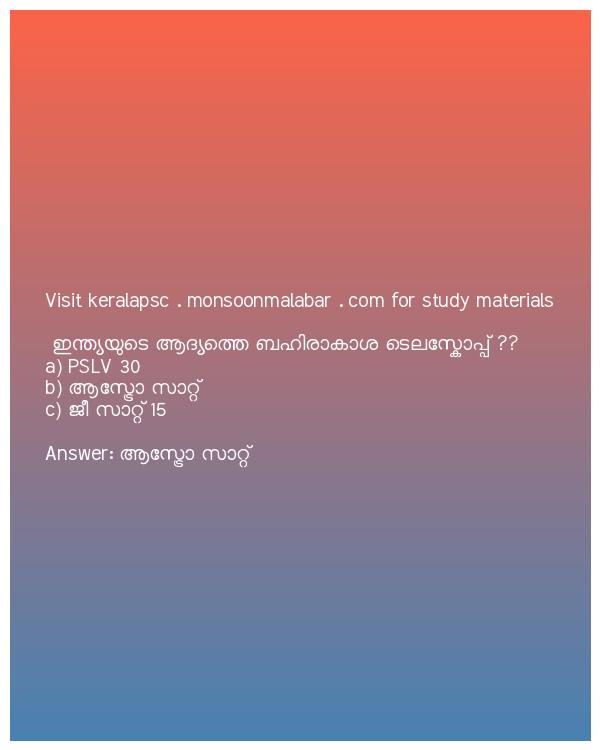 Visit keralapsc . monsoonmalabar . com for study materials
ഇന്ത്യയുടെ ആദ്യത്തെ ബഹിരാകാശ ടെലസ്കോപ്പ് ??
a) PSLV 30
b) ആസ്ട്രോ സാറ്റ്
c) ജീ സാറ്റ് 15
Answer: ആസ്ട്രോ സാറ്റ്